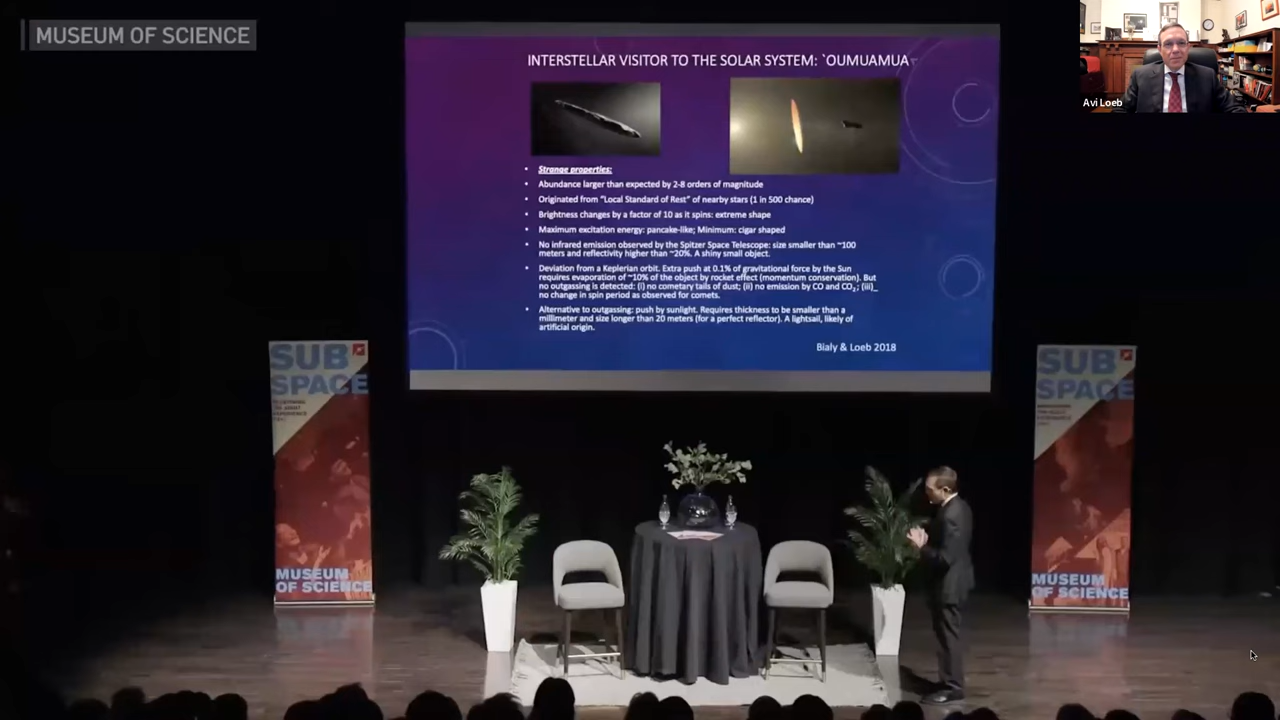 MUSEUM OF SCIENCE
Avi Loeb
INTERSTELLAR VISITOR TO THE SOLAR SYSTEM: `OUMUAMUA
• Strange properties:
• Abundance larger than expected by 2-8 orders of magnitude
• Originated from “Local Standard of Rest” of nearby stars (1 in 500 chance)
• Brightness changes by a factor of 10 as it spins: extreme shape
• Maximum excitation energy: pancake-like; Minimum: cigar shaped
• No infrared emission observed by the Spitzer Space Telescope: size smaller than ~100
meters and reflectivity higher than ~20%. A shiny small object.
• Deviation from a Keplerian orbit. Extra push at 0.1% of gravitational force by the Sun
requires evaporation of ~10% of the object by rocket effect (momentum conservation). But
no outgassing is detected: (i) no cometary tails of dust; (ii) no emission by CO and CO₂; (iii)_
no change in spin period as observed for comets.
• Alternative to outgassing: push by sunlight. Requires thickness to be smaller than a
millimeter and size longer than 20 meters (for a perfect reflector). A lightsail, likely of
artificial origin.
Bialy & Loeb 2018
SUB
SPACE
MUSEUM
OF SCIENCE
SUB
SPACE
MUSEUM
OF SCIENCE